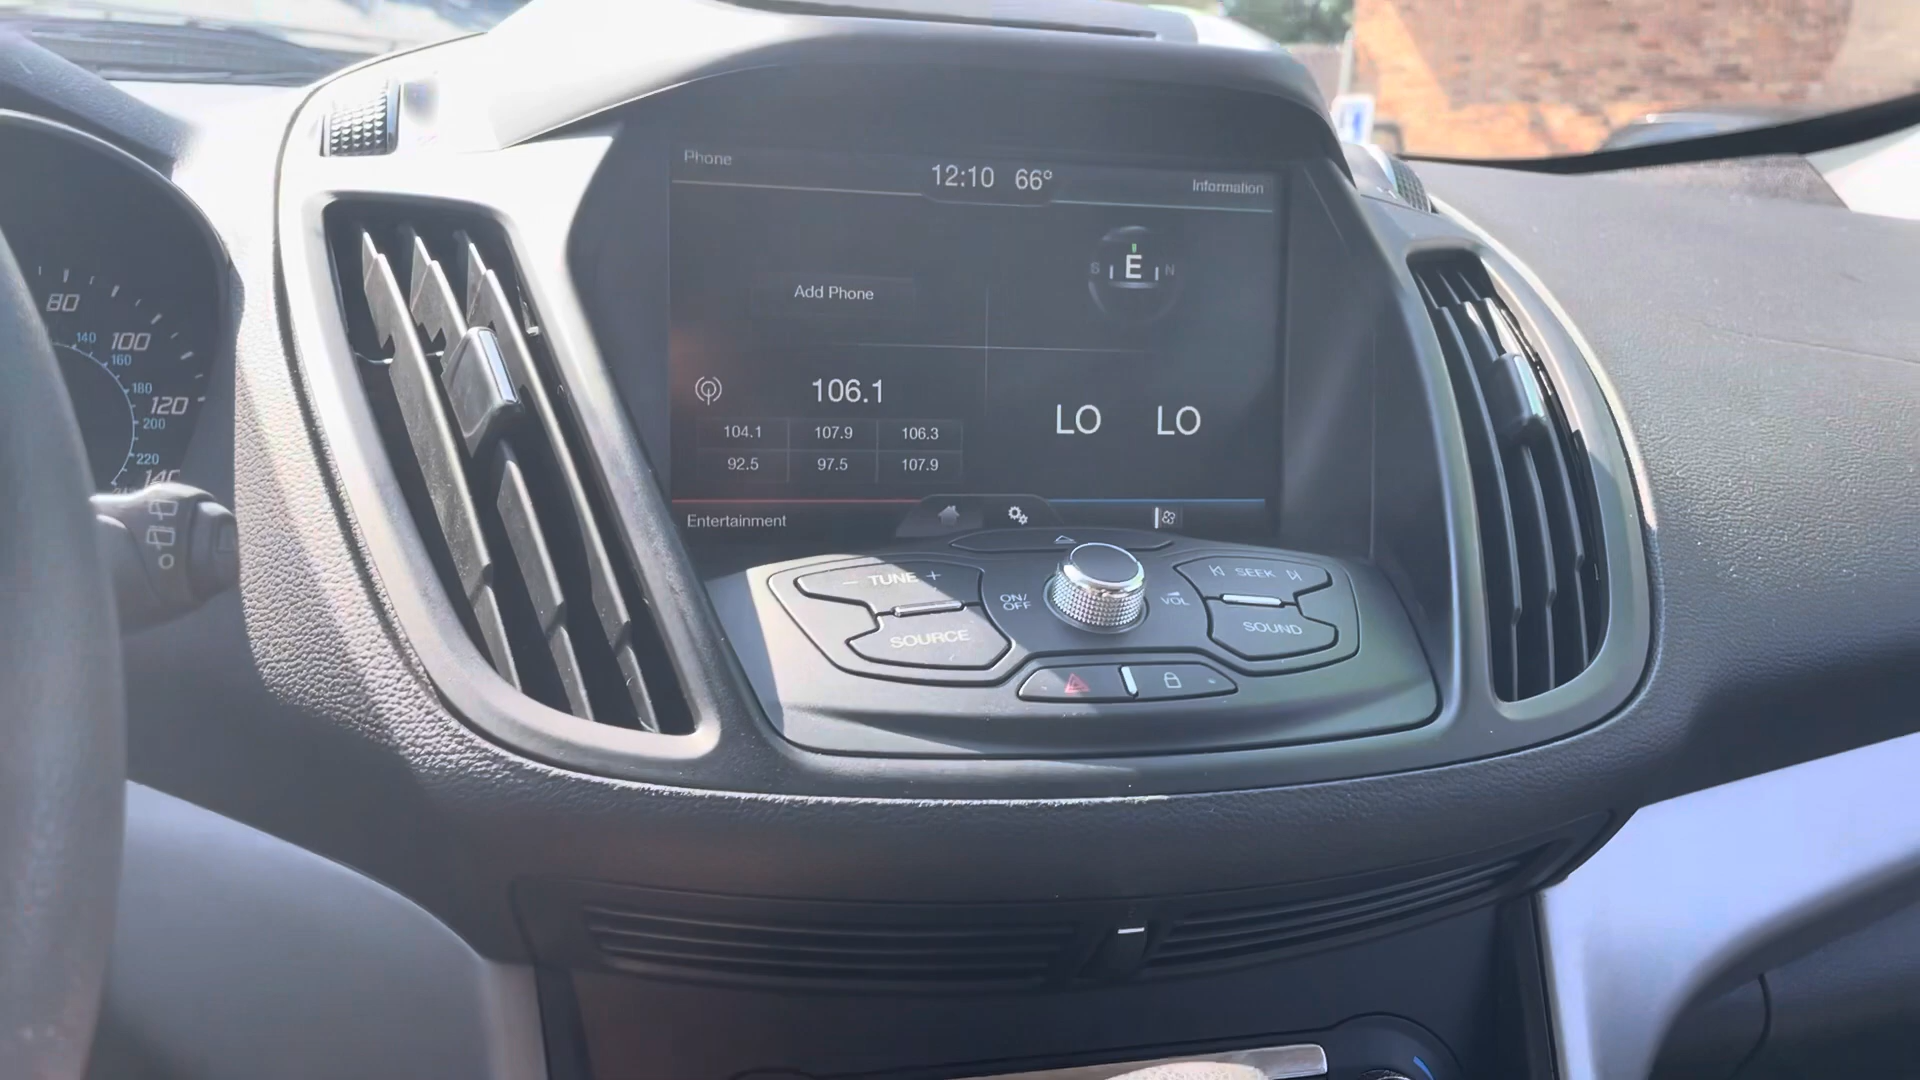 Phone
12:10 66°
Information
Add Phone
S E N
106.1
104.1 107.9 106.3
92.5 97.5 107.9
LO LO
Entertainment
- TUNE +
SOURCE
ON/
OFF
VOL
SEEK
SOUND
80
100
120
140
140
160
180
200
220